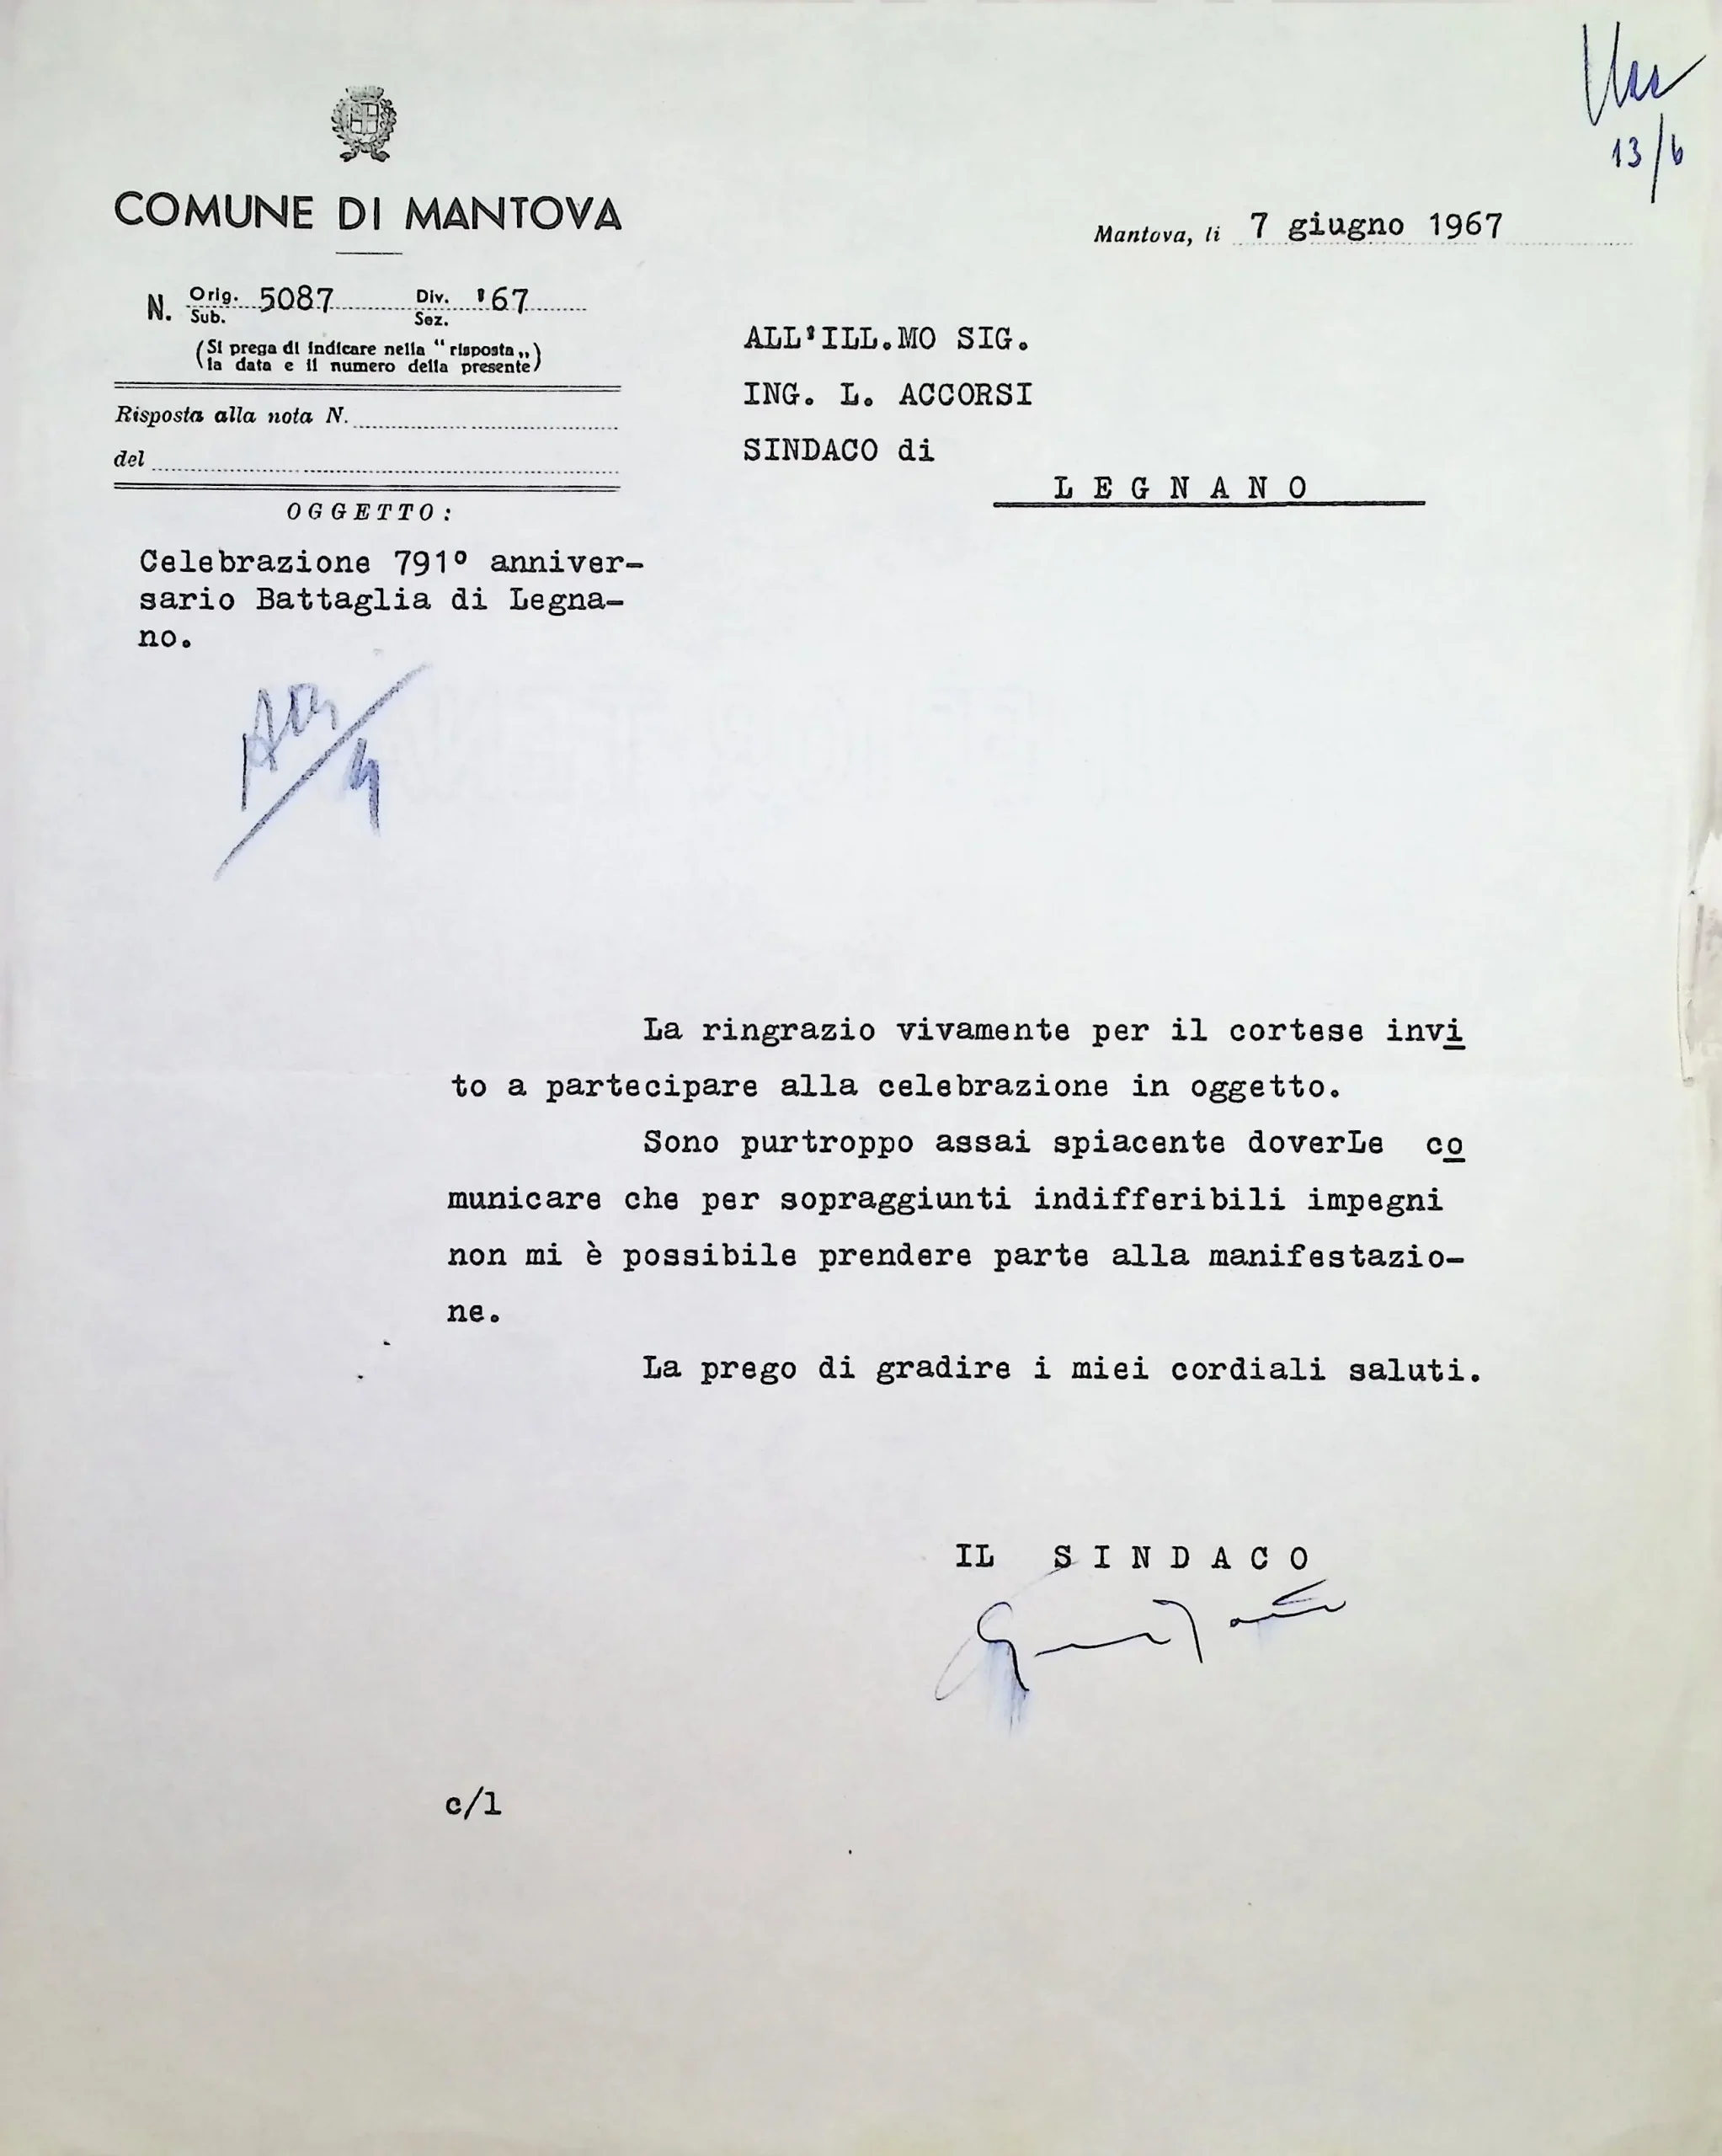 13/6
COMUNE DI MANTOVA
Mantova, li 7 giugno 1967
N. Orig. 5087 Div. '67
Sub. Sez.
(Si prega di indicare nella “risposta„
la data e il numero della presente)
Risposta alla nota N.
del
OGGETTO:
Celebrazione 791° anniver-
sario Battaglia di Legna-
no.
ALL'ILL.MO SIG.
ING. L. ACCORSI
SINDACO di
LEGNANO
La ringrazio vivamente per il cortese invi
to a partecipare alla celebrazione in oggetto.
Sono purtroppo assai spiacente doverLe co
municare che per sopraggiunti indifferibili impegni
non mi è possibile prendere parte alla manifestazio-
ne.
La prego di gradire i miei cordiali saluti.
IL SINDACO
c/l